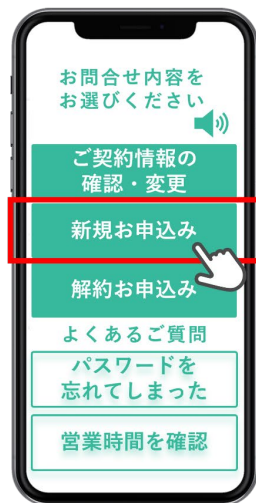 お問合せ内容を
お選びください
ご契約情報の
確認・変更
新規お申込み
解約お申込み
よくあるご質問
パスワードを
忘れてしまった
営業時間を確認